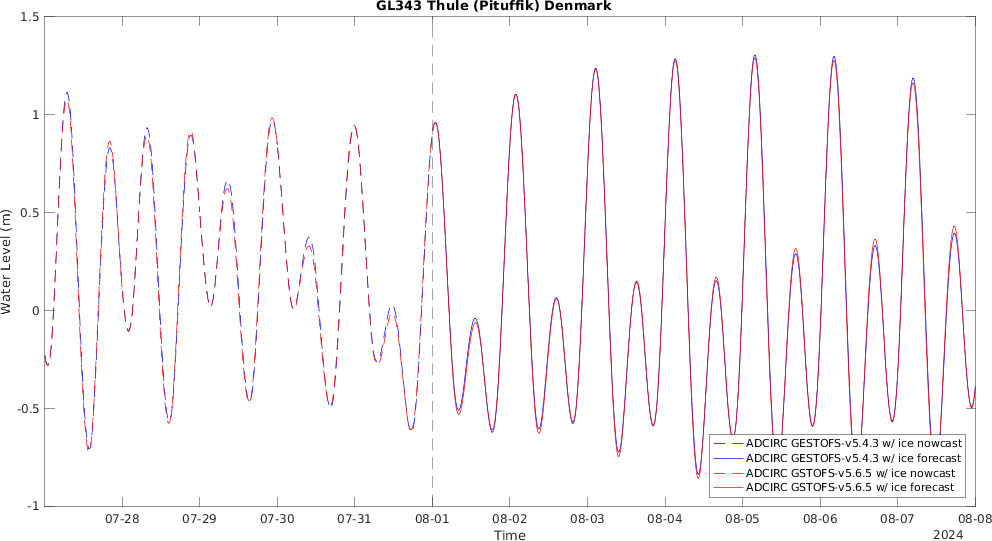 GL343 Thule (Pituffik) Denmark
1.5
1
0.5
0
-0.5
-1
Water Level (m)
ADCIRC GESTOFS-v5.4.3 w/ ice nowcast
ADCIRC GESTOFS-v5.4.3 w/ ice forecast
ADCIRC GSTOFS-v5.6.5 w/ ice nowcast
ADCIRC GSTOFS-v5.6.5 w/ ice forecast
07-28 07-29 07-30 07-31 08-01 08-02 08-03 08-04 08-05 08-06 08-07 08-08
Time
2024